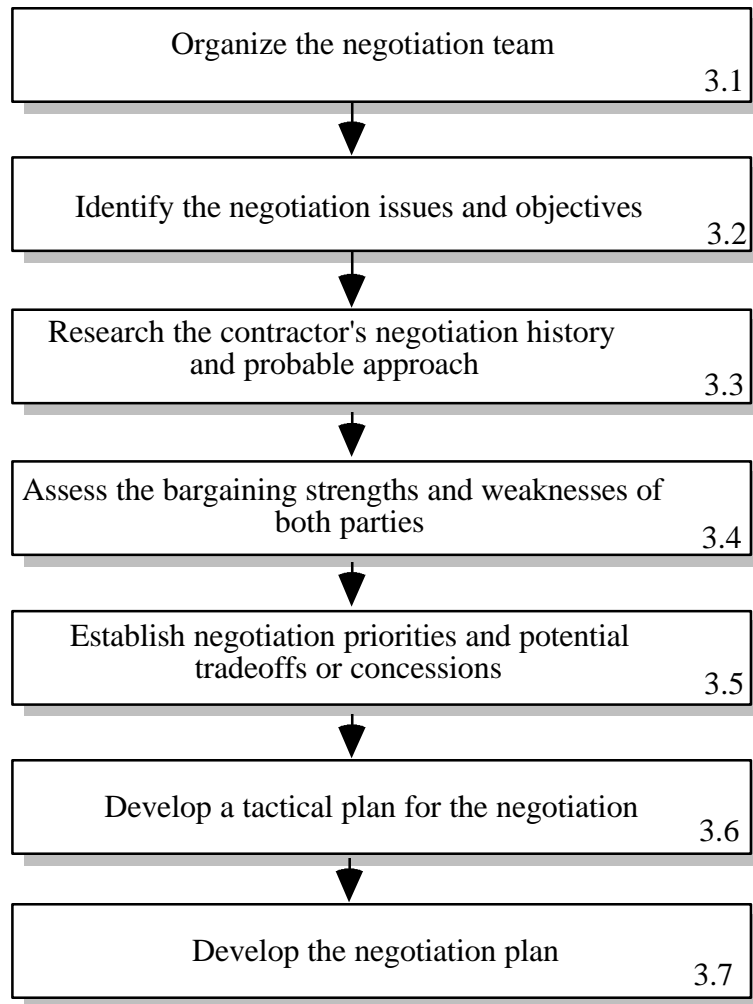 Organize the negotiation team
3.1
Identify the negotiation issues and objectives
3.2
Research the contractor's negotiation history
and probable approach
3.3
Assess the bargaining strengths and weaknesses of
both parties
3.4
Establish negotiation priorities and potential
tradeoffs or concessions
3.5
Develop a tactical plan for the negotiation
3.6
Develop the negotiation plan
3.7